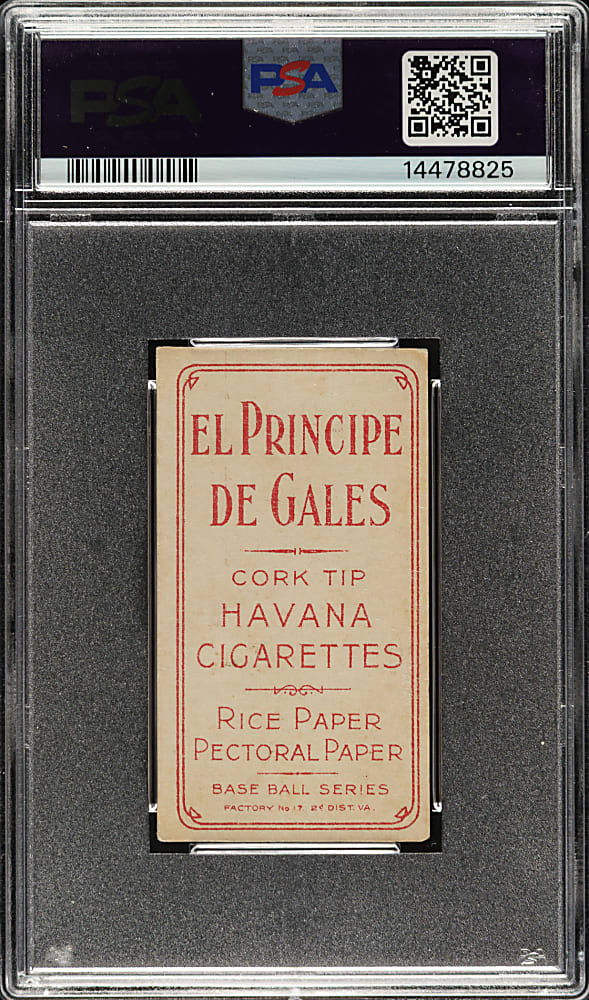 PSA
PSA
14478825
EL PRINCIPE
DE GALES
CORK TIP
HAVANA
CIGARETTES
RICE PAPER
PECTORAL PAPER
BASE BALL SERIES
FACTORY No 17. 2d DIST. VA.